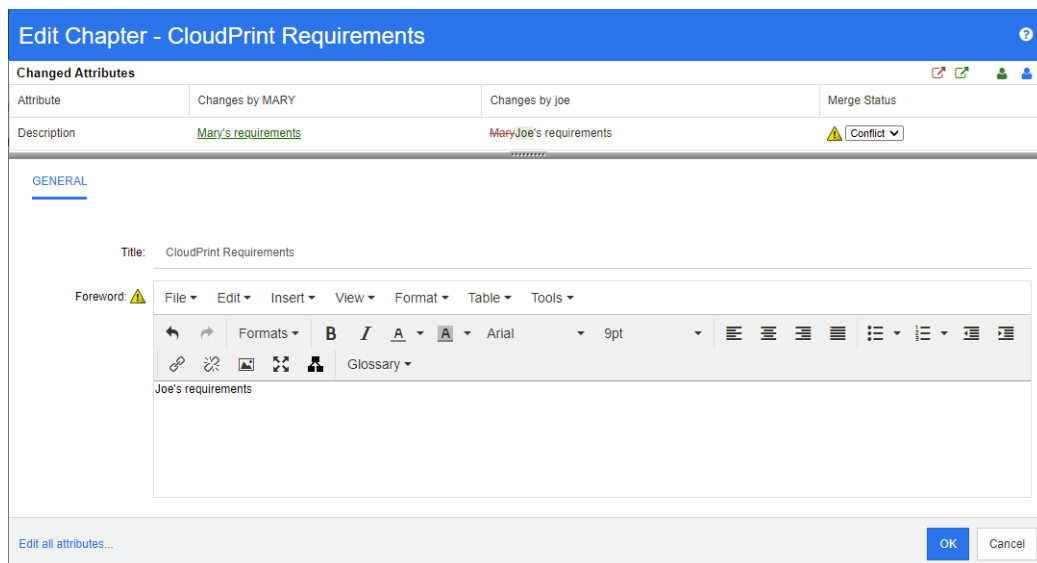 Edit Chapter - CloudPrint Requirements
Changed Attributes
Attribute Changes by MARY Changes by joe Merge Status
Description Mary's requirements MaryJoe's requirements Conflict
GENERAL
Title: CloudPrint Requirements
Foreword: File Edit Insert View Format Table Tools
Formats B I A A Arial 9pt
Glossary
Joe's requirements
Edit all attributes... OK Cancel